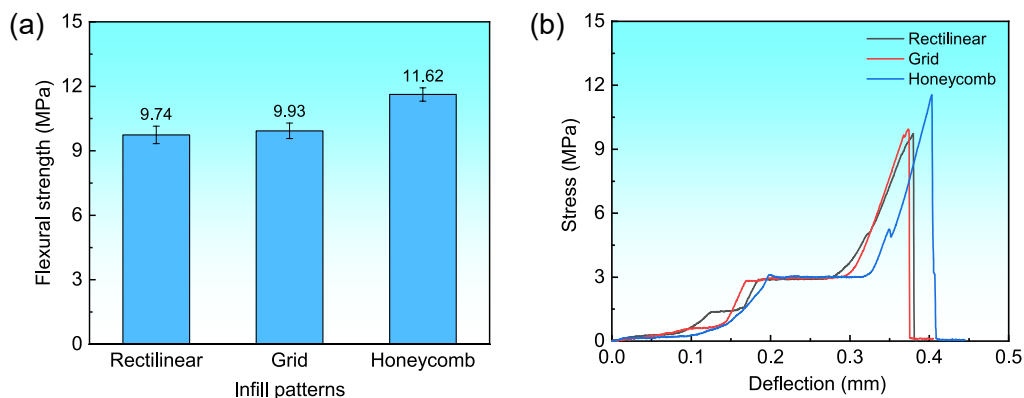 (a)
Flexural strength (MPa)
15
12
9
6
3
0
9.74
9.93
11.62
Rectilinear
Grid
Honeycomb
Infill patterns
(b)
Stress (MPa)
15
12
9
6
3
0
Rectilinear
Grid
Honeycomb
0.0
0.1
0.2
0.3
0.4
0.5
Deflection (mm)